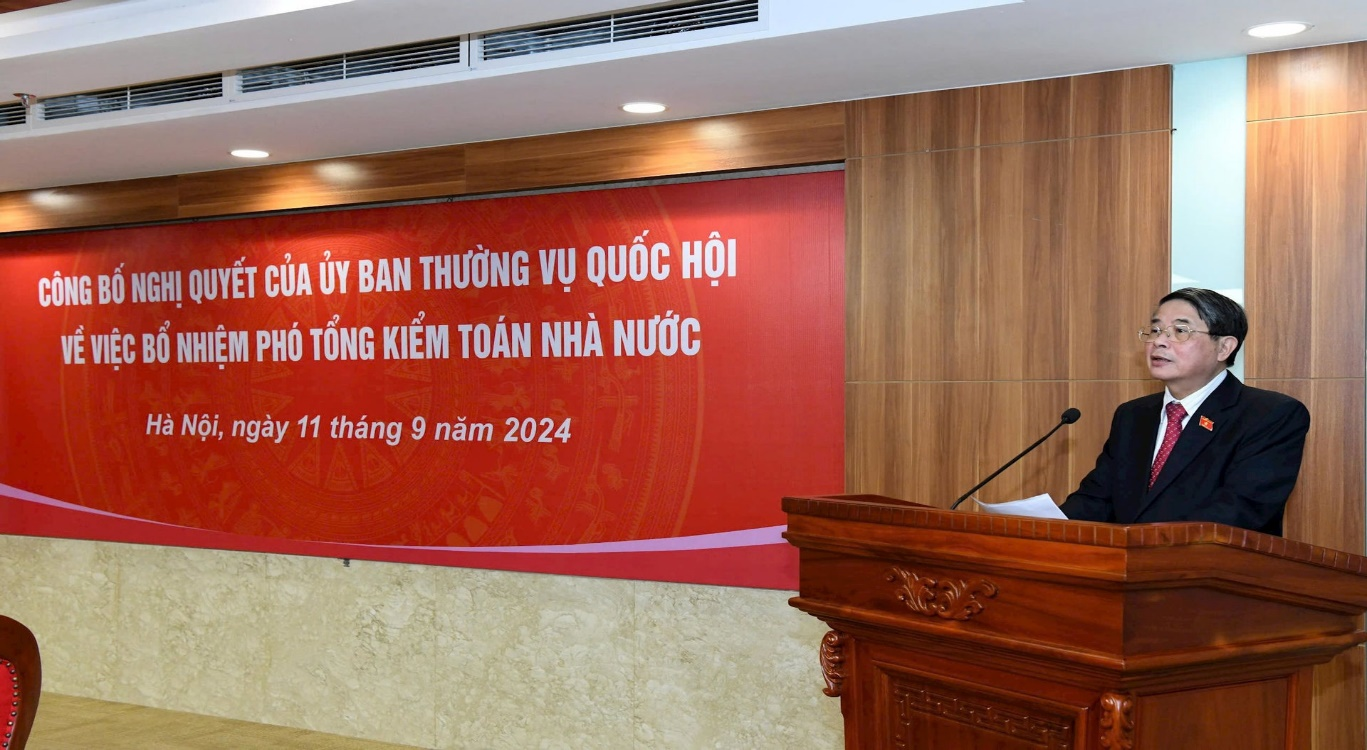 CÔNG BỐ NGHỊ QUYẾT CỦA ỦY BAN THƯỜNG VỤ QUỐC HỘI
VỀ VIỆC BỔ NHIỆM PHÓ TỔNG KIỂM TOÁN NHÀ NƯỚC
Hà Nội, ngày 11 tháng 9 năm 2024